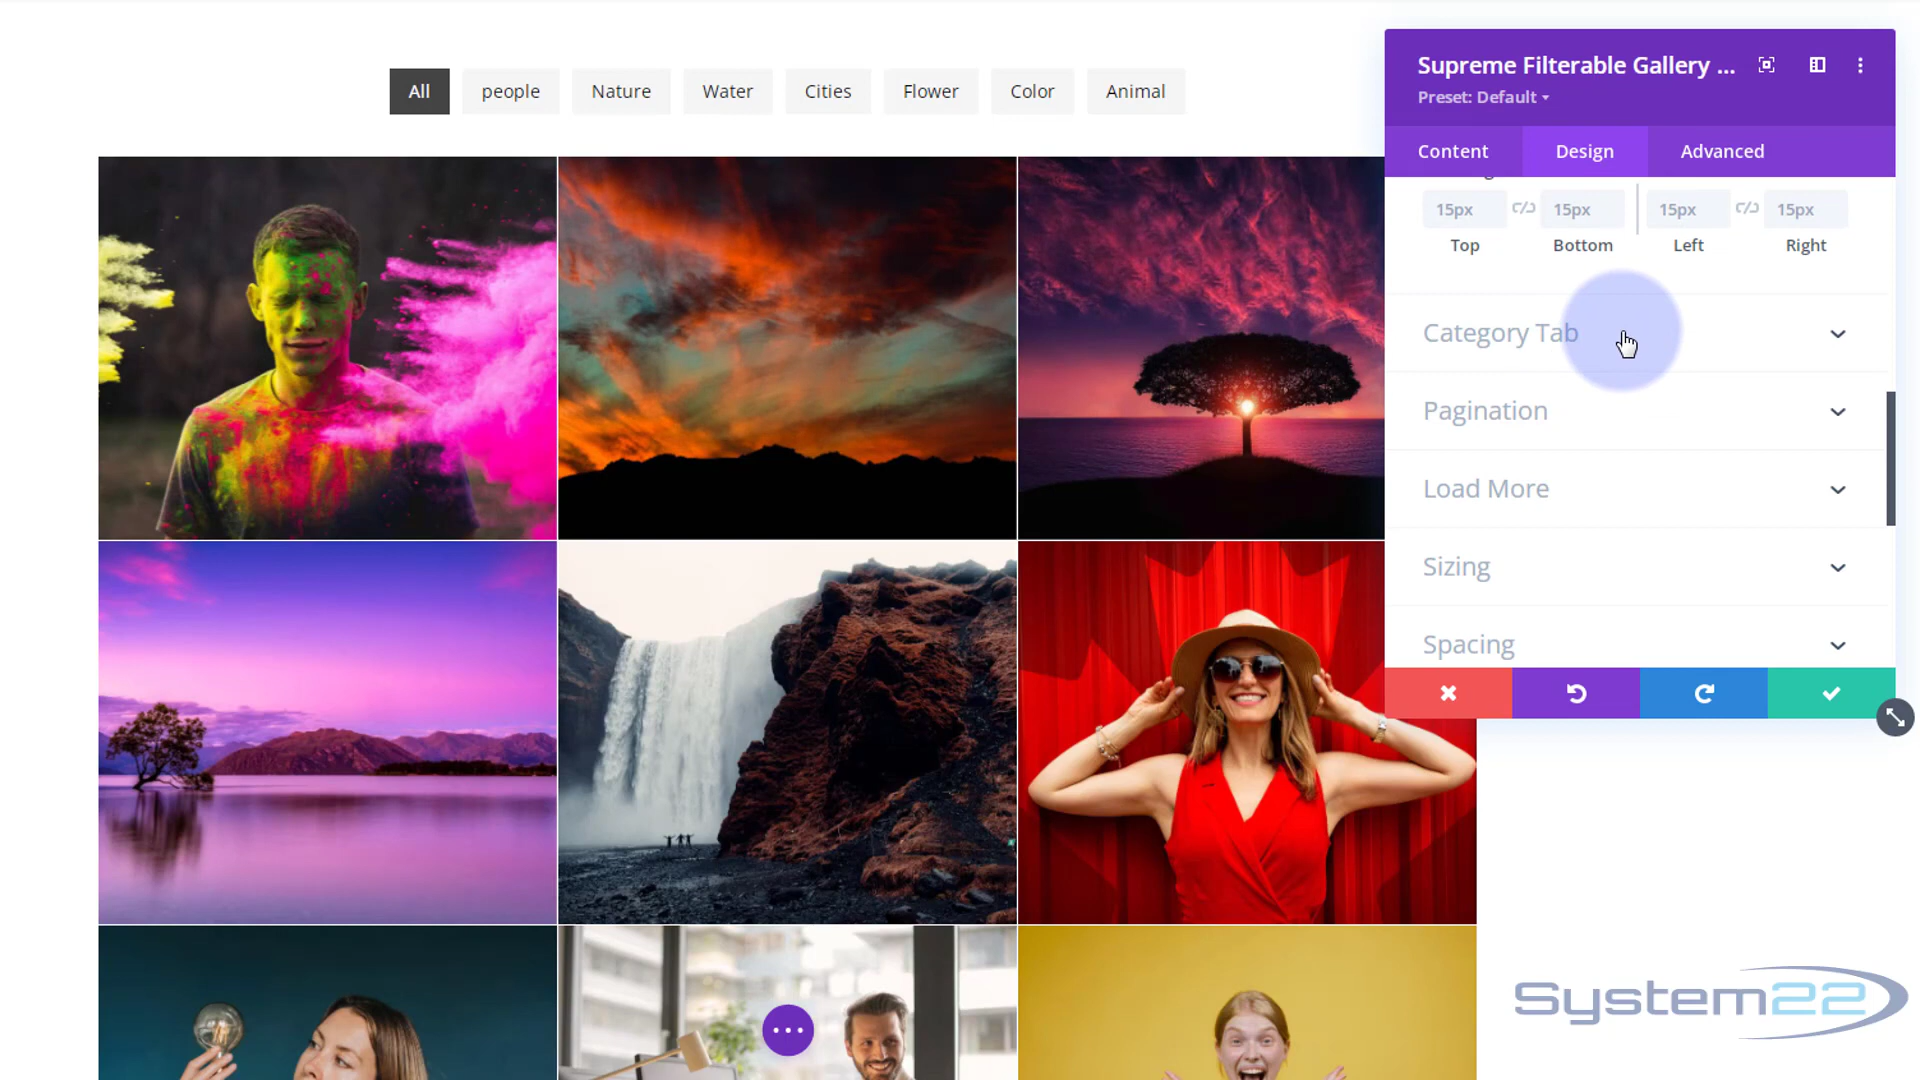 All people Nature Water Cities Flower Color Animal
Supreme Filterable Gallery ...
Preset: Default
Content Design Advanced
15px 15px 15px 15px
Top Bottom Left Right
Category Tab
Pagination
Load More
Sizing
Spacing
System22